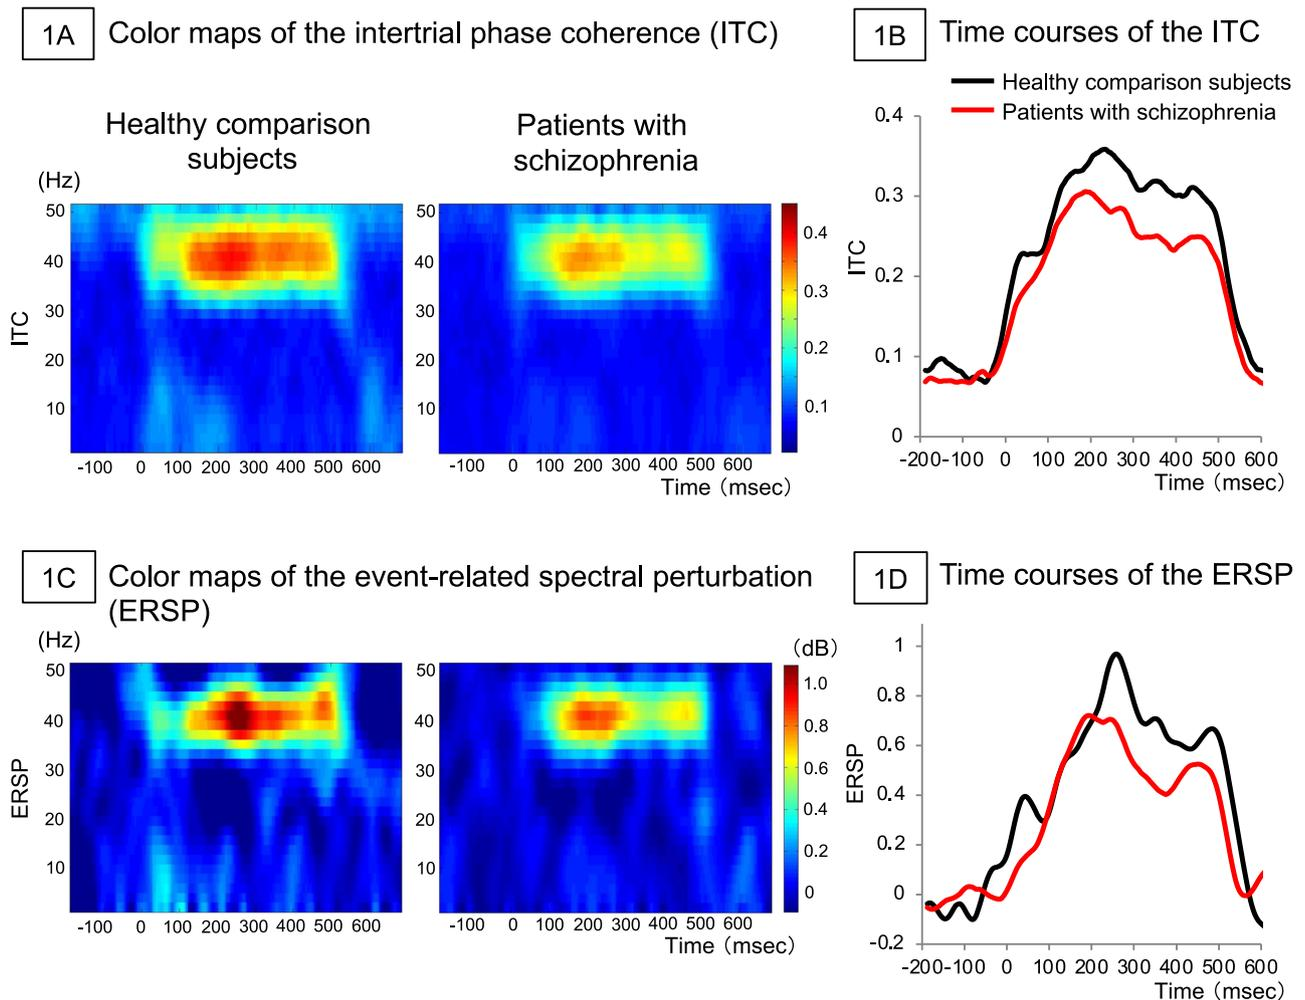 1A
Color maps of the intertrial phase coherence (ITC)
Healthy comparison
subjects
Patients with
schizophrenia
(Hz)
50
40
30
20
10
ITC
-100 0 100 200 300 400 500 600
50
40
30
20
10
-100 0 100 200 300 400 500 600
Time (msec)
0.4
0.3
0.2
0.1
1B
Time courses of the ITC
Healthy comparison subjects
Patients with schizophrenia
0.4
0.3
0.2
0.1
0
ITC
-200 -100 0 100 200 300 400 500 600
Time (msec)
1C
Color maps of the event-related spectral perturbation
(ERSP)
(Hz)
50
40
30
20
10
ERSP
-100 0 100 200 300 400 500 600
50
40
30
20
10
-100 0 100 200 300 400 500 600
Time (msec)
(dB)
1.0
0.8
0.6
0.4
0.2
0
1D
Time courses of the ERSP
1
0.8
0.6
0.4
0.2
0
-0.2
ERSP
-200 -100 0 100 200 300 400 500 600
Time (msec)